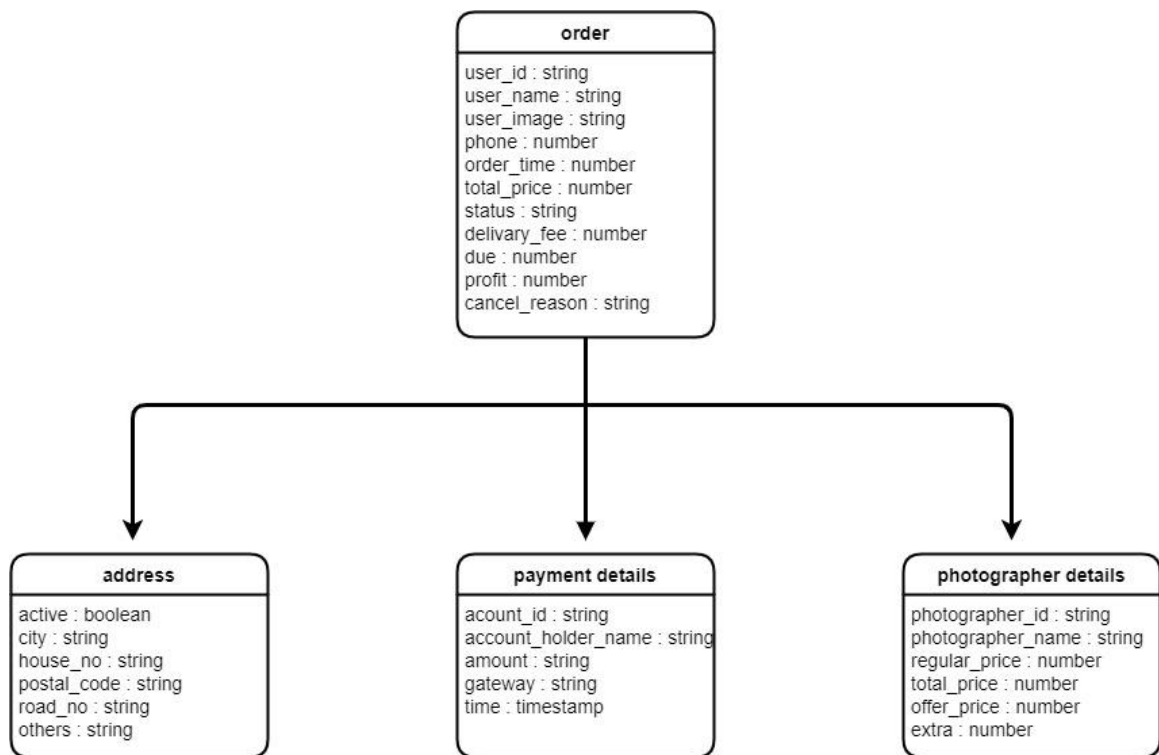 order
user_id : string
user_name : string
user_image : string
phone : number
order_time : number
total_price : number
status : string
delivary_fee : number
due : number
profit : number
cancel_reason : string
address
active : boolean
city : string
house_no : string
postal_code : string
road_no : string
others : string
payment details
acount_id : string
account_holder_name : string
amount : string
gateway : string
time : timestamp
photographer details
photographer_id : string
photographer_name : string
regular_price : number
total_price : number
offer_price : number
extra : number